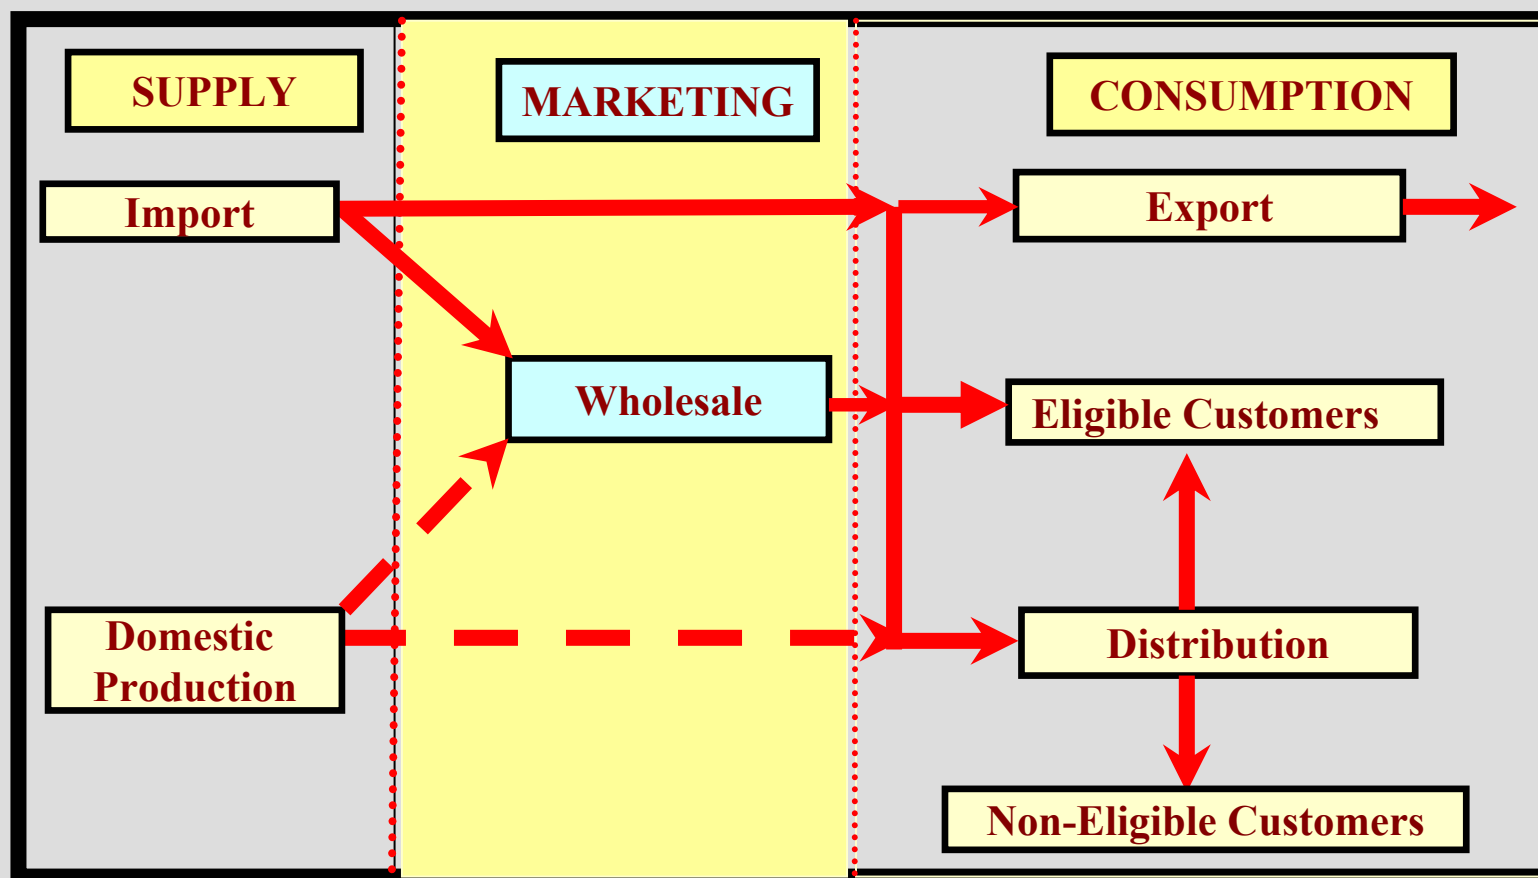 SUPPLY
MARKETING
CONSUMPTION
Import
Export
Wholesale
Eligible Customers
Domestic
Production
Distribution
Non-Eligible Customers